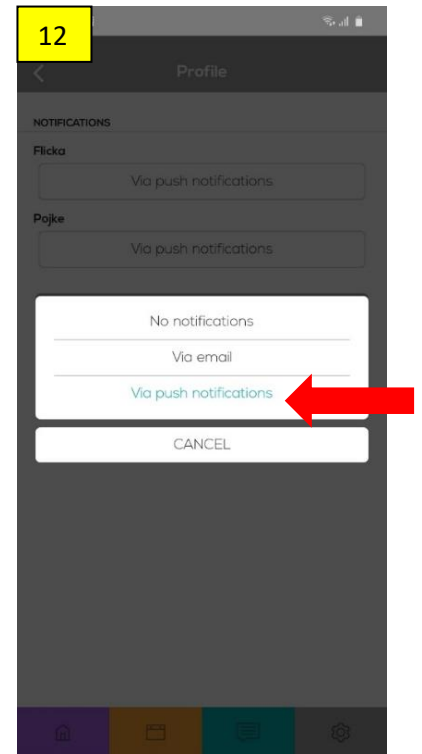 12
Profile
NOTIFICATIONS
Flicka
Via push notifications
Pojke
Via push notifications
No notifications
Via email
Via push notifications
CANCEL